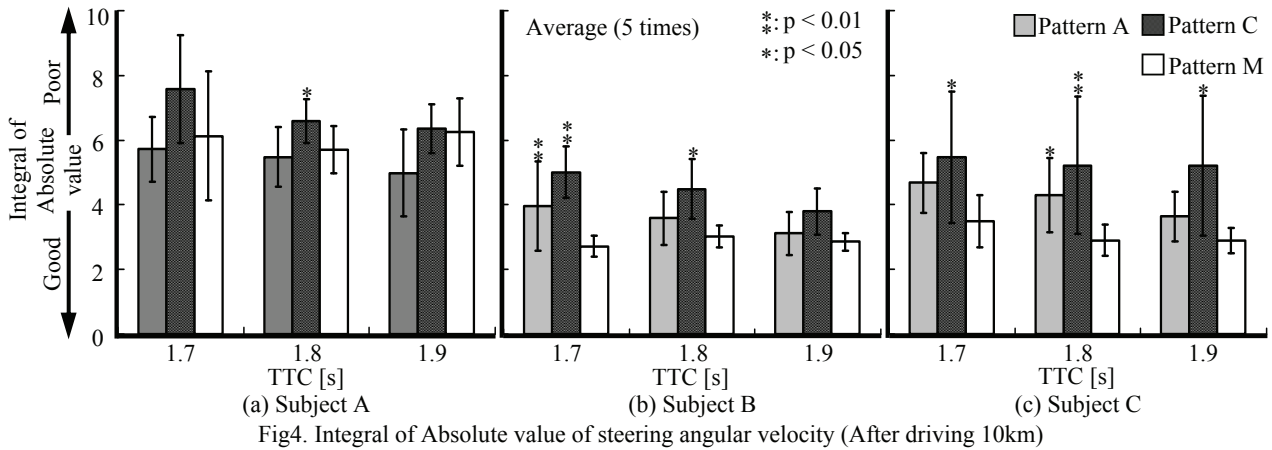 10
8
6
4
2
0
Integral of
Absolute
value
Poor
Good
Average (5 times)
**: p < 0.01
*: p < 0.05
Pattern A
Pattern C
Pattern M
*
**
**
*
*
*
**
*
1.7
1.8
1.9
TTC [s]
(a) Subject A
1.7
1.8
1.9
TTC [s]
(b) Subject B
1.7
1.8
1.9
TTC [s]
(c) Subject C
Fig4. Integral of Absolute value of steering angular velocity (After driving 10km)